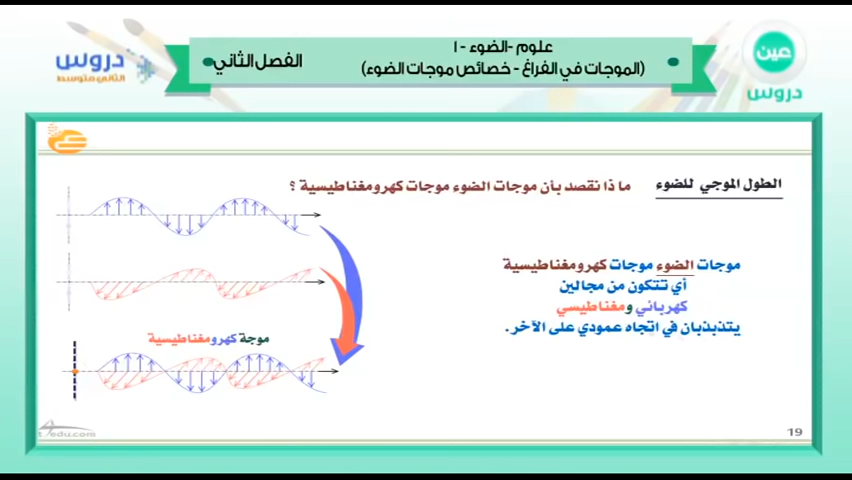 علوم -الضوء - ١
(الموجات في الفراغ - خصائص موجات الضوء)
الفصل الثاني
عين
دروس
دروس
الثاني متوسط
الطول الموجي للضوء
ما ذا نقصد بأن موجات الضوء موجات كهرومغناطيسية ؟
موجات الضوء موجات كهرومغناطيسية
أي تتكون من مجالين
كهربائي ومغناطيسي
يتذبذبان في اتجاه عمودي على الآخر.
موجة كهرومغناطيسية
edu.com
19